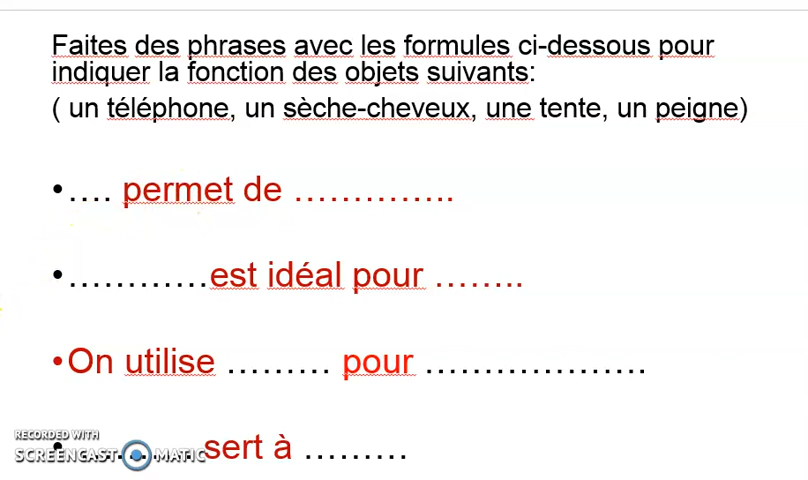 Faites des phrases avec les formules ci-dessous pour
indiquer la fonction des objets suivants:
( un téléphone, un sèche-cheveux, une tente, un peigne)
•…. permet de …………..
•…………est idéal pour ……..
•On utilise ……… pour ………………….
•………… sert à ………
RECORDED WITH
SCREENCAST MATIC